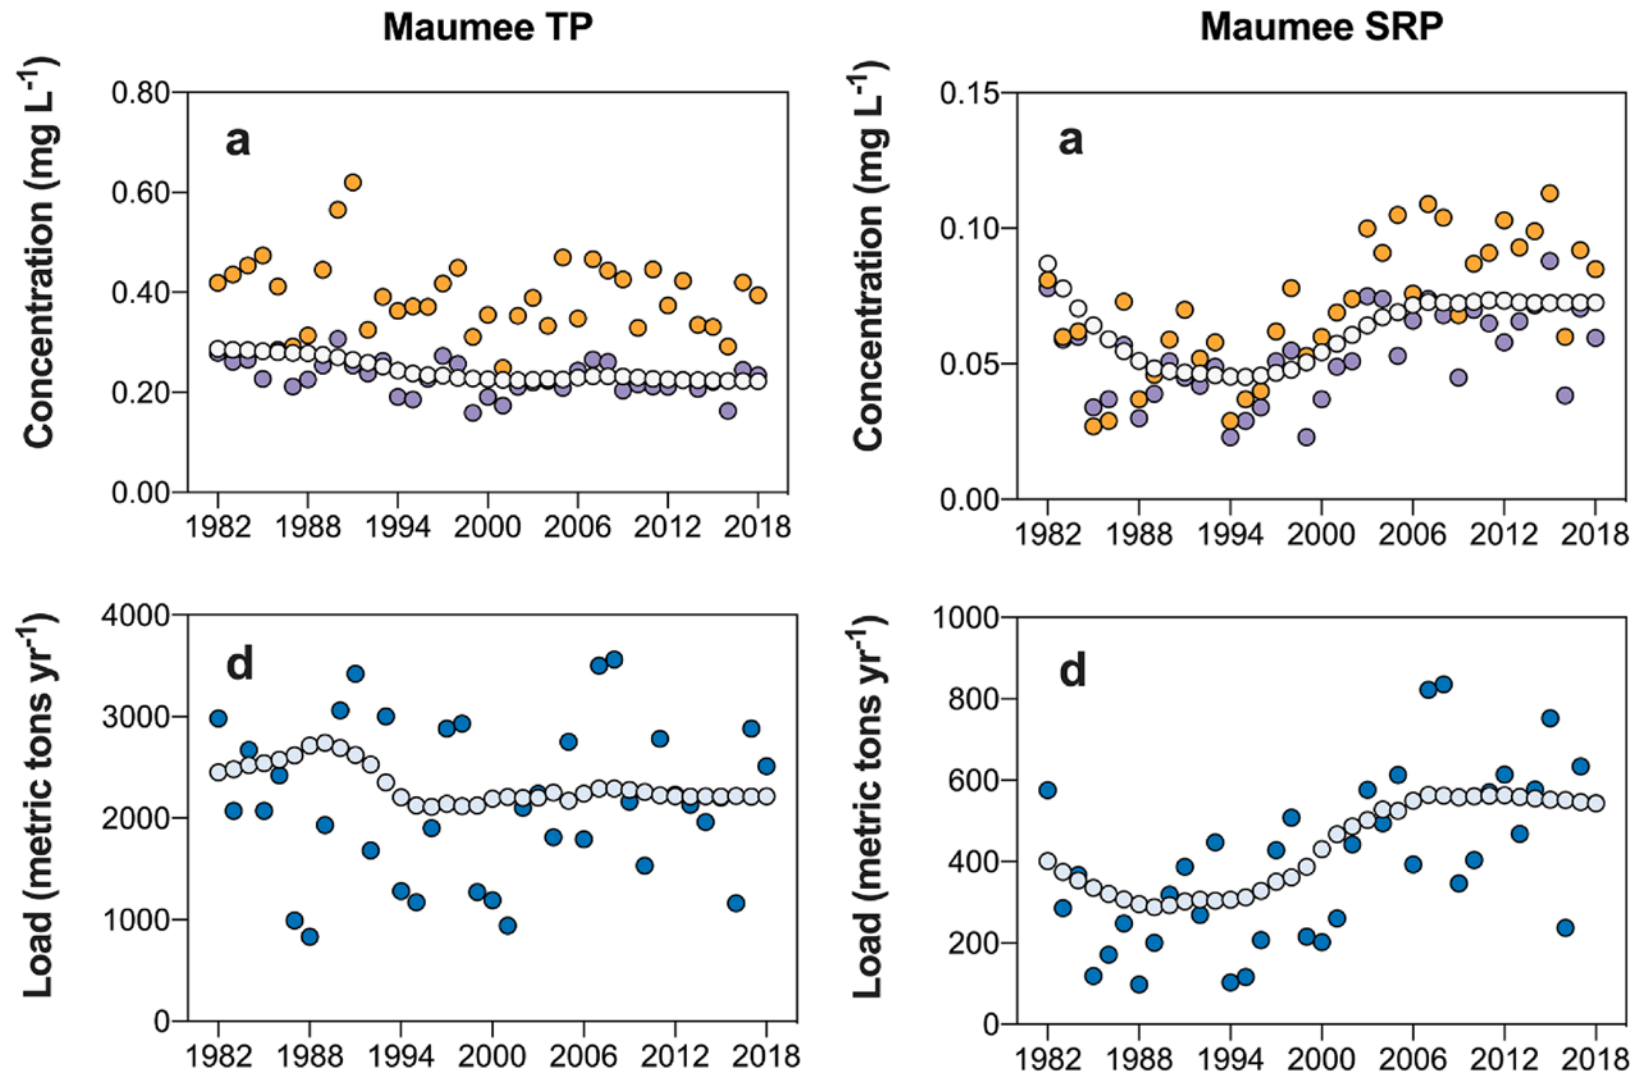 Maumee TP
Maumee SRP
Concentration (mg L⁻¹)
0.80
0.60
0.40
0.20
0.00
a
1982 1988 1994 2000 2006 2012 2018
Concentration (mg L⁻¹)
0.15
0.10
0.05
0.00
a
1982 1988 1994 2000 2006 2012 2018
Load (metric tons yr⁻¹)
4000
3000
2000
1000
0
d
1982 1988 1994 2000 2006 2012 2018
Load (metric tons yr⁻¹)
1000
800
600
400
200
0
d
1982 1988 1994 2000 2006 2012 2018